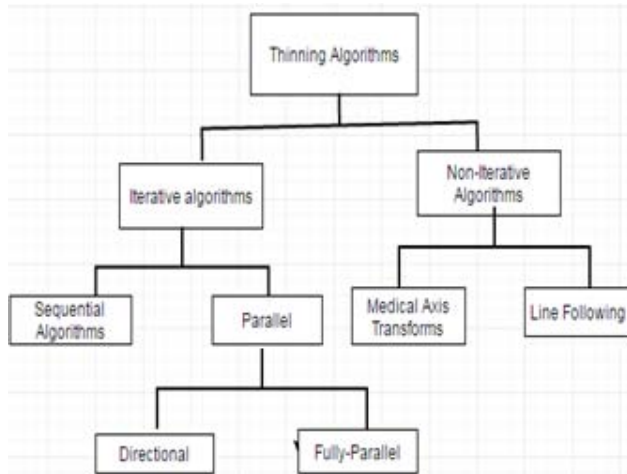 Thinning Algorithms
Iterative algorithms
Non-Iterative
Algorithms
Sequential
Algorithms
Parallel
Medical Axis
Transforms
Line Following
Directional
Fully-Parallel